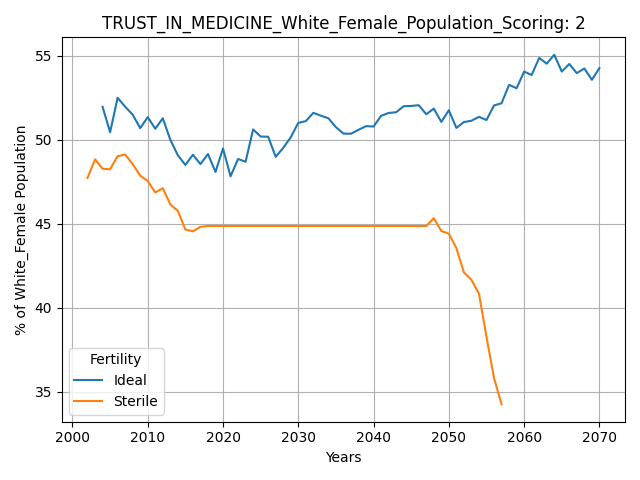 TRUST_IN_MEDICINE_White_Female_Population_Scoring: 2
% of White_Female Population
55
50
45
40
35
Fertility
Ideal
Sterile
2000 2010 2020 2030 2040 2050 2060 2070
Years